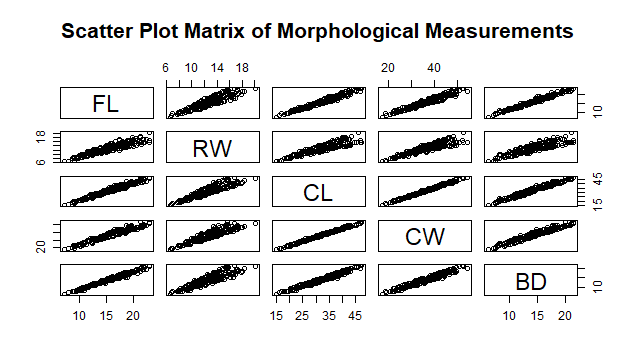 Scatter Plot Matrix of Morphological Measurements
6 10 14 18 20 40
FL
10
6 18
RW
CL
15 45
20
CW
BD
10
10 15 20 15 25 35 45 10 15 20